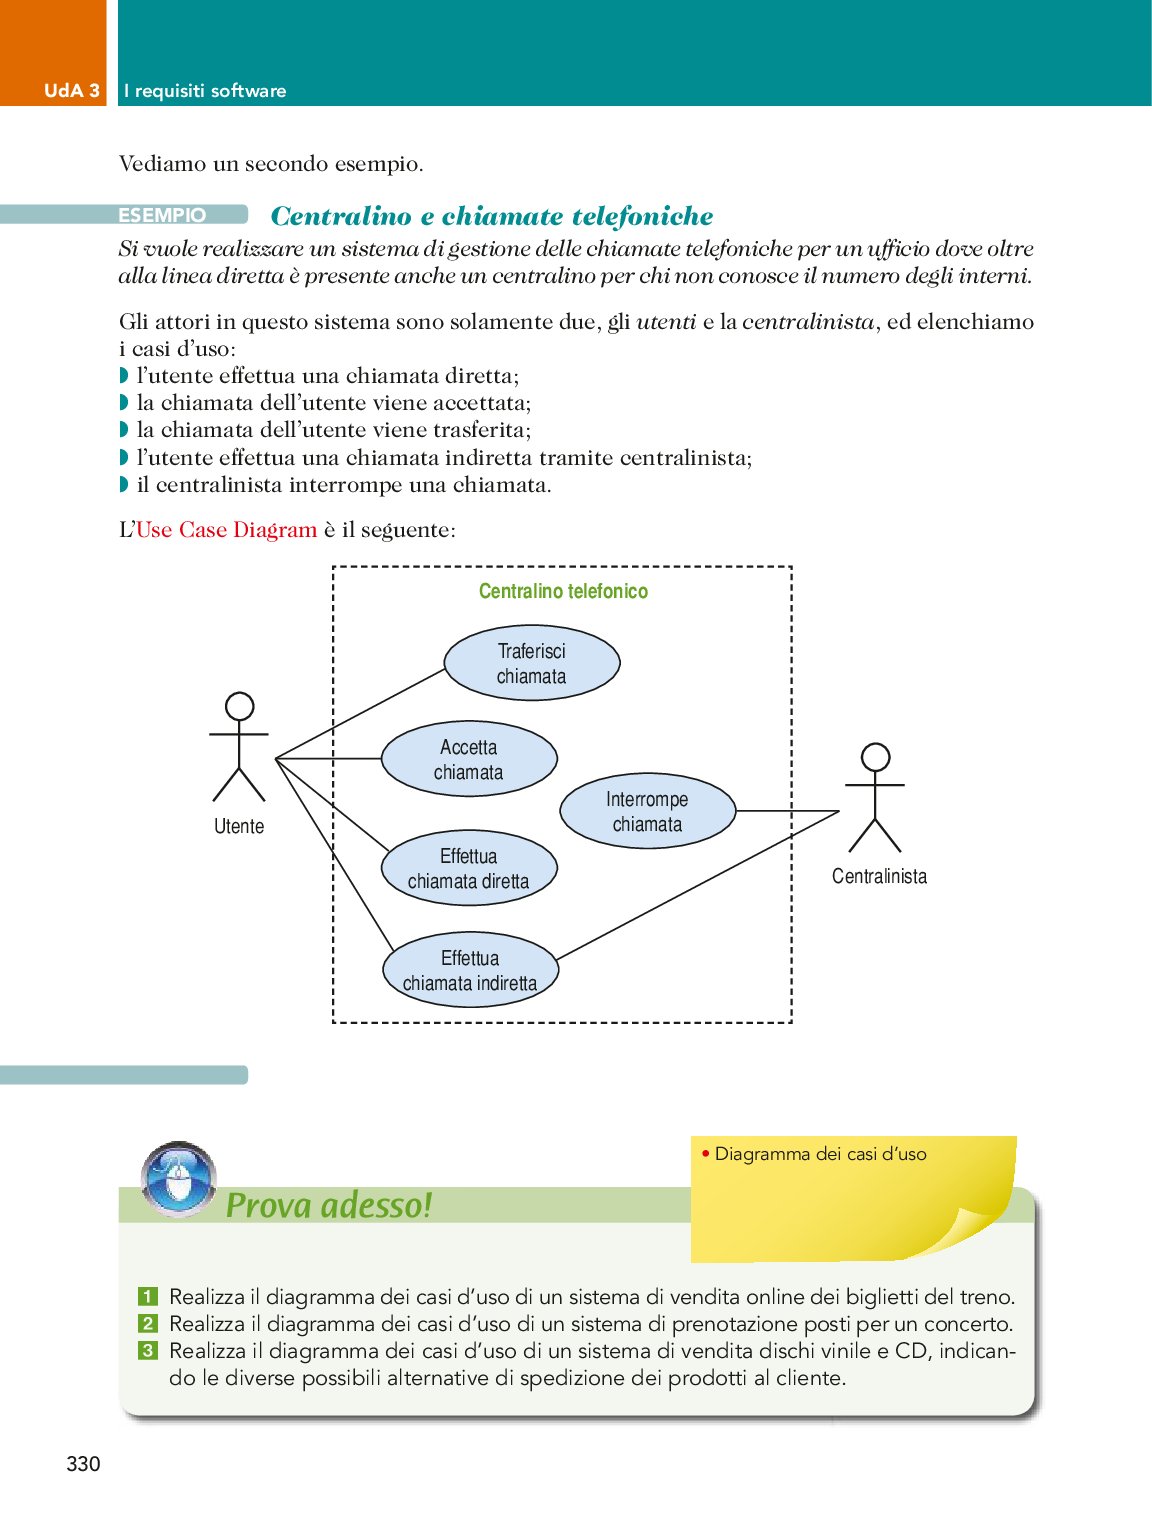 UdA 3 I requisiti software
Vediamo un secondo esempio.
ESEMPIO Centralino e chiamate telefoniche
Si vuole realizzare un sistema di gestione delle chiamate telefoniche per un ufficio dove oltre
alla linea diretta è presente anche un centralino per chi non conosce il numero degli interni.
Gli attori in questo sistema sono solamente due, gli utenti e la centralinista, ed elenchiamo
i casi d’uso:
◗ l’utente effettua una chiamata diretta;
◗ la chiamata dell’utente viene accettata;
◗ la chiamata dell’utente viene trasferita;
◗ l’utente effettua una chiamata indiretta tramite centralinista;
◗ il centralinista interrompe una chiamata.
L’Use Case Diagram è il seguente:
Centralino telefonico
Traferisci
chiamata
Accetta
chiamata
Interrompe
chiamata
Utente
Effettua
chiamata diretta
Centralinista
Effettua
chiamata indiretta
• Diagramma dei casi d’uso
Prova adesso!
1 Realizza il diagramma dei casi d’uso di un sistema di vendita online dei biglietti del treno.
2 Realizza il diagramma dei casi d’uso di un sistema di prenotazione posti per un concerto.
3 Realizza il diagramma dei casi d’uso di un sistema di vendita dischi vinile e CD, indican-
do le diverse possibili alternative di spedizione dei prodotti al cliente.
330